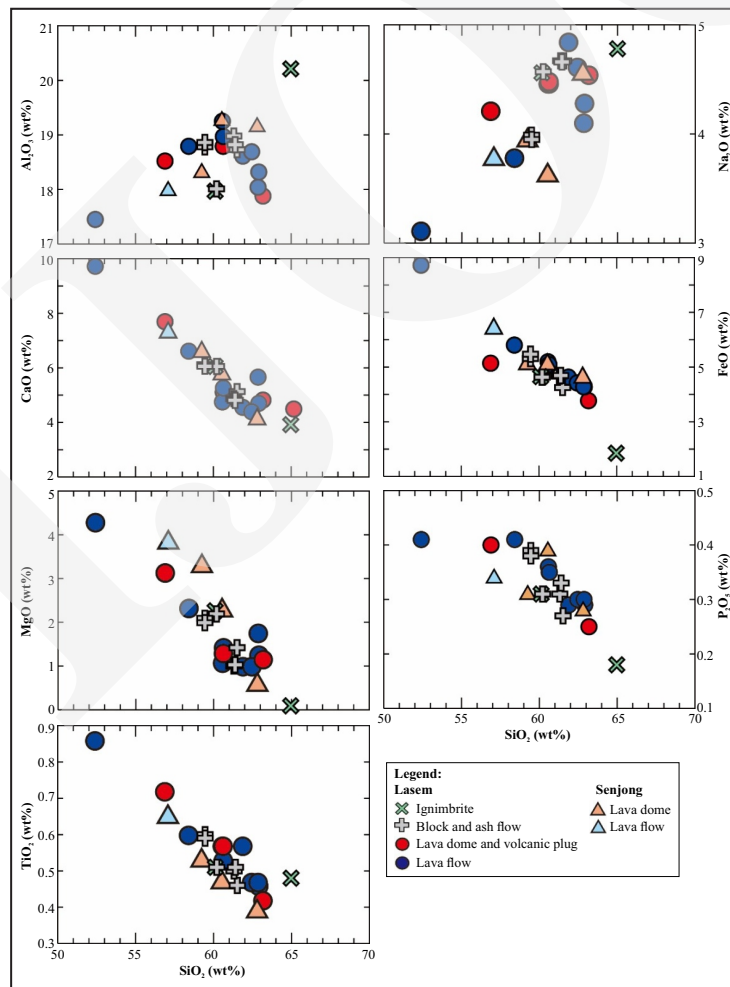 Al₂O₃ (wt%)
21
20
19
18
17
Na₂O (wt%)
5
4
3
CaO (wt%)
10
8
6
4
2
FeO (wt%)
9
7
5
3
1
MgO (wt%)
5
4
3
2
1
0
P₂O₅ (wt%)
0.5
0.4
0.3
0.2
0.1
50 55 60 65 70
SiO₂ (wt%)
TiO₂ (wt%)
0.9
0.8
0.7
0.6
0.5
0.4
0.3
50 55 60 65 70
SiO₂ (wt%)
Legend:
Lasem
Ignimbrite
Block and ash flow
Lava dome and volcanic plug
Lava flow
Senjong
Lava dome
Lava flow